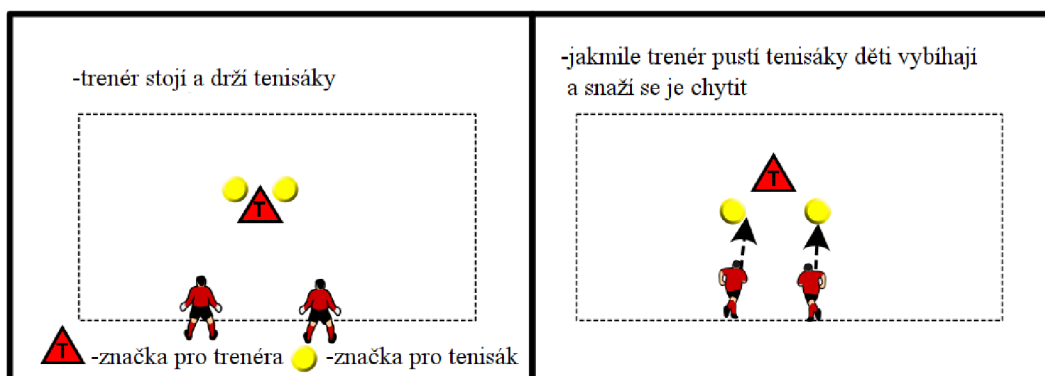 -trenér stojí a drží tenisáky
T
T
-značka pro trenéra
-značka pro tenisák
-jakmile trenér pustí tenisáky děti vybíhají
a snaží se je chytit
T